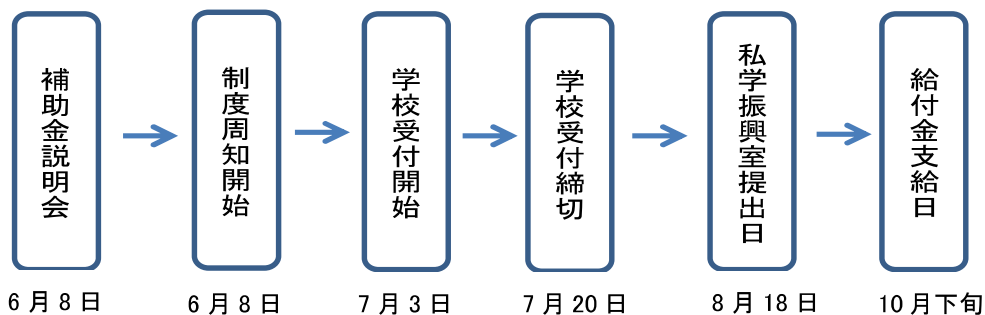 補助金説明会
制度周知開始
学校受付開始
学校受付締切
私学振興室提出日
給付金支給日
6月8日
6月8日
7月3日
7月20日
8月18日
10月下旬